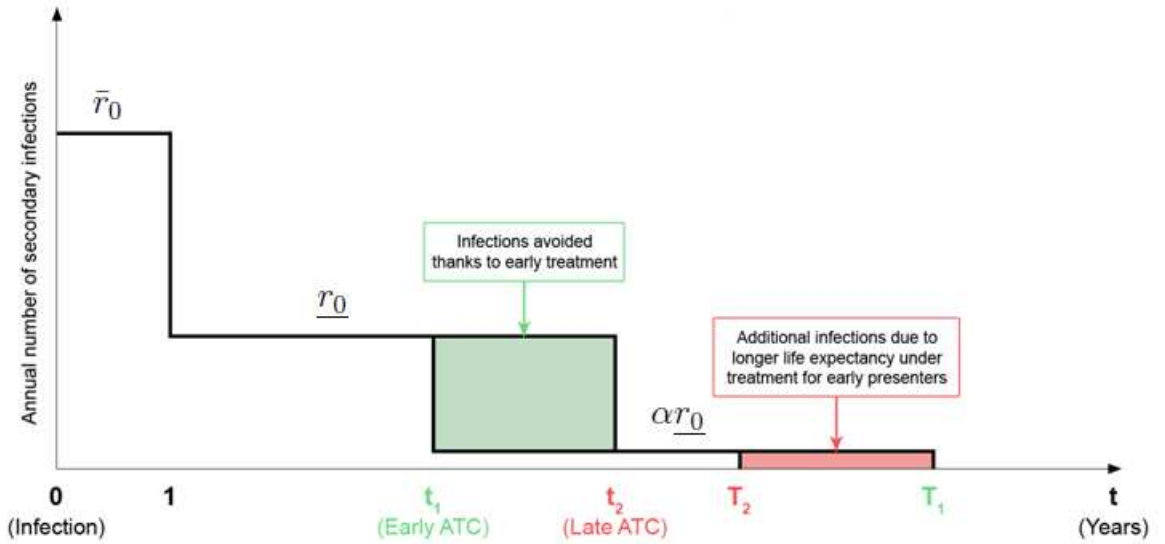 Annual number of secondary infections
r̄₀
r₀
Infections avoided
thanks to early treatment
Additional infections due to
longer life expectancy under
treatment for early presenters
αr₀
0
(Infection)
1
t₁
(Early ATC)
t₂
(Late ATC)
T₂
T₁
t
(Years)